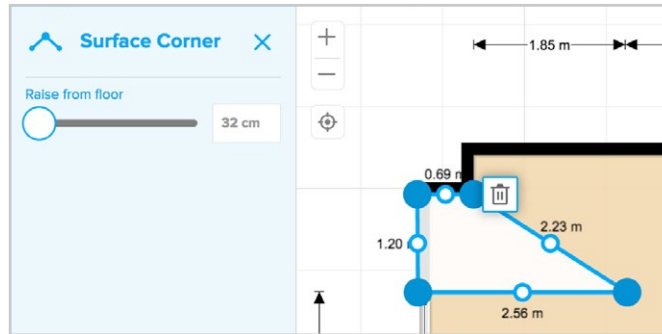 Surface Corner
Raise from floor
32 cm
1.85 m
0.69 m
2.23 m
1.20
2.56 m